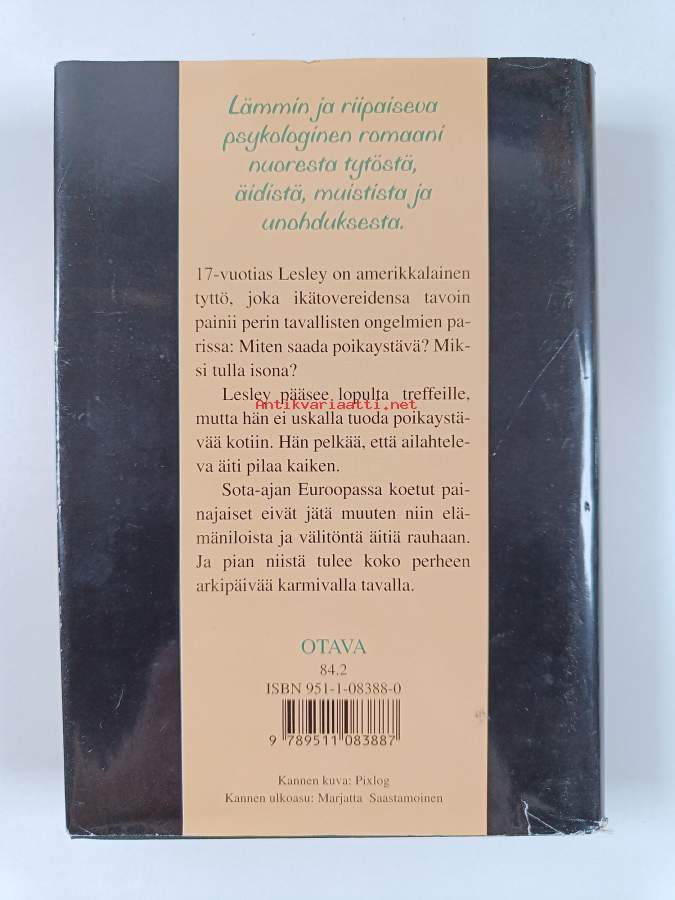 Lämmin ja riipaiseva
psykologinen romaani
nuoresta tytöstä,
äidistä, muistista ja
unohduksesta.
17-vuotias Lesley on amerikkalainen
tyttö, joka ikätovereidensa tavoin
painii perin tavallisten ongelmien pa-
rissa: Miten saada poikaystävä? Mik-
si tulla isona?
Lesley pääsee lopulta treffeille,
Antikvariaatti.net
mutta hän ei uskalla tuoda poikaystä-
vää kotiin. Hän pelkää, että ailahtele-
va äiti pilaa kaiken.
Sota-ajan Euroopassa koetut pai-
najaiset eivät jätä muuten niin elä-
mäniloista ja välitöntä äitiä rauhaan.
Ja pian niistä tulee koko perheen
arkipäivää karmivalla tavalla.
OTAVA
84.2
ISBN 951-1-08388-0
9 789511 083887
Kannen kuva: Pixlog
Kannen ulkoasu: Marjatta Saastamoinen